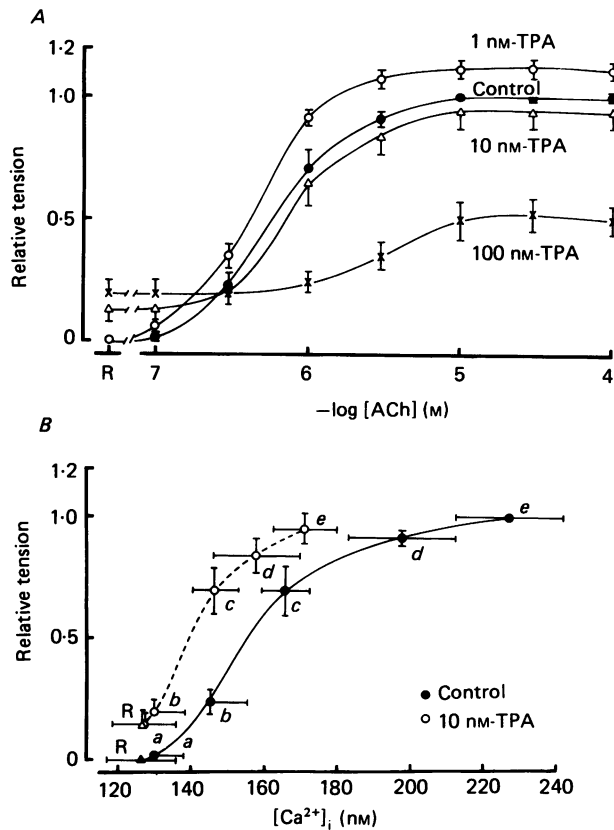 A
1·2
1 nM-TPA
1·0
Control
10 nM-TPA
Relative tension
0·5
100 nM-TPA
0
R 7 6 5 4
−log [ACh] (M)
B
1·2
1·0
e
e
d
d
c
c
Relative tension
0·5
R b
b
Control
10 nM-TPA
R a a
0
120 140 160 180 200 220 240
[Ca²⁺]ᵢ (nM)